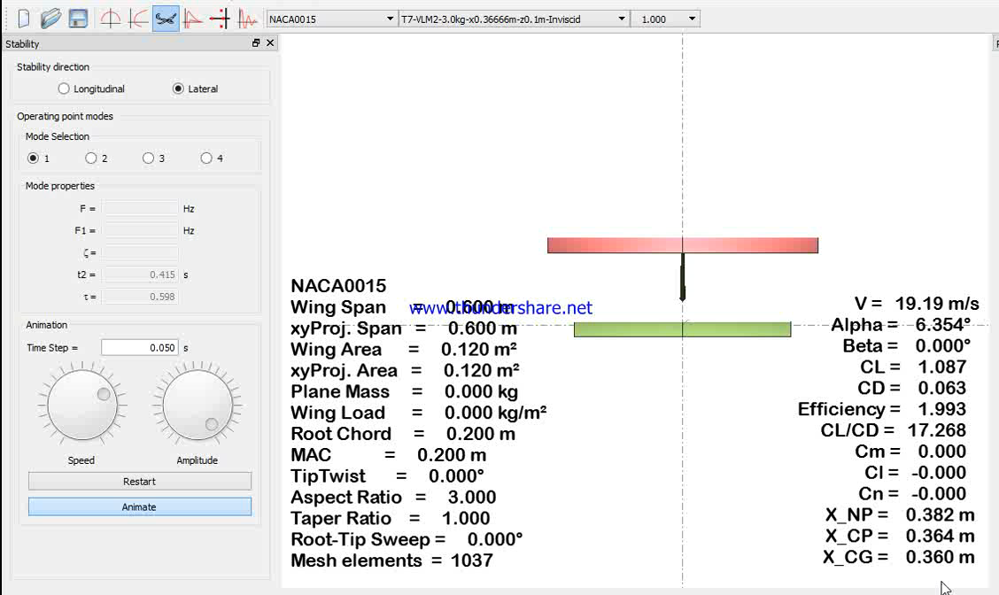 NACA0015
T7-VLM2-3.0kg-x0.36666m-z0.1m-Inviscid
1.000
Stability
Stability direction
Longitudinal
Lateral
Operating point modes
Mode Selection
1
2
3
4
Mode properties
F =
Hz
F1 =
Hz
ζ =
t2 =
0.415
s
τ =
0.598
Animation
Time Step =
0.050
s
Speed
Amplitude
Restart
Animate
NACA0015
Wing Span = 0.600 m
www.thundershare.net
xyProj. Span = 0.600 m
Wing Area = 0.120 m²
xyProj. Area = 0.120 m²
Plane Mass = 0.000 kg
Wing Load = 0.000 kg/m²
Root Chord = 0.200 m
MAC = 0.200 m
TipTwist = 0.000°
Aspect Ratio = 3.000
Taper Ratio = 1.000
Root-Tip Sweep = 0.000°
Mesh elements = 1037
V = 19.19 m/s
Alpha = 6.354°
Beta = 0.000°
CL = 1.087
CD = 0.063
Efficiency = 1.993
CL/CD = 17.268
Cm = 0.000
Cl = -0.000
Cn = -0.000
X_NP = 0.382 m
X_CP = 0.364 m
X_CG = 0.360 m